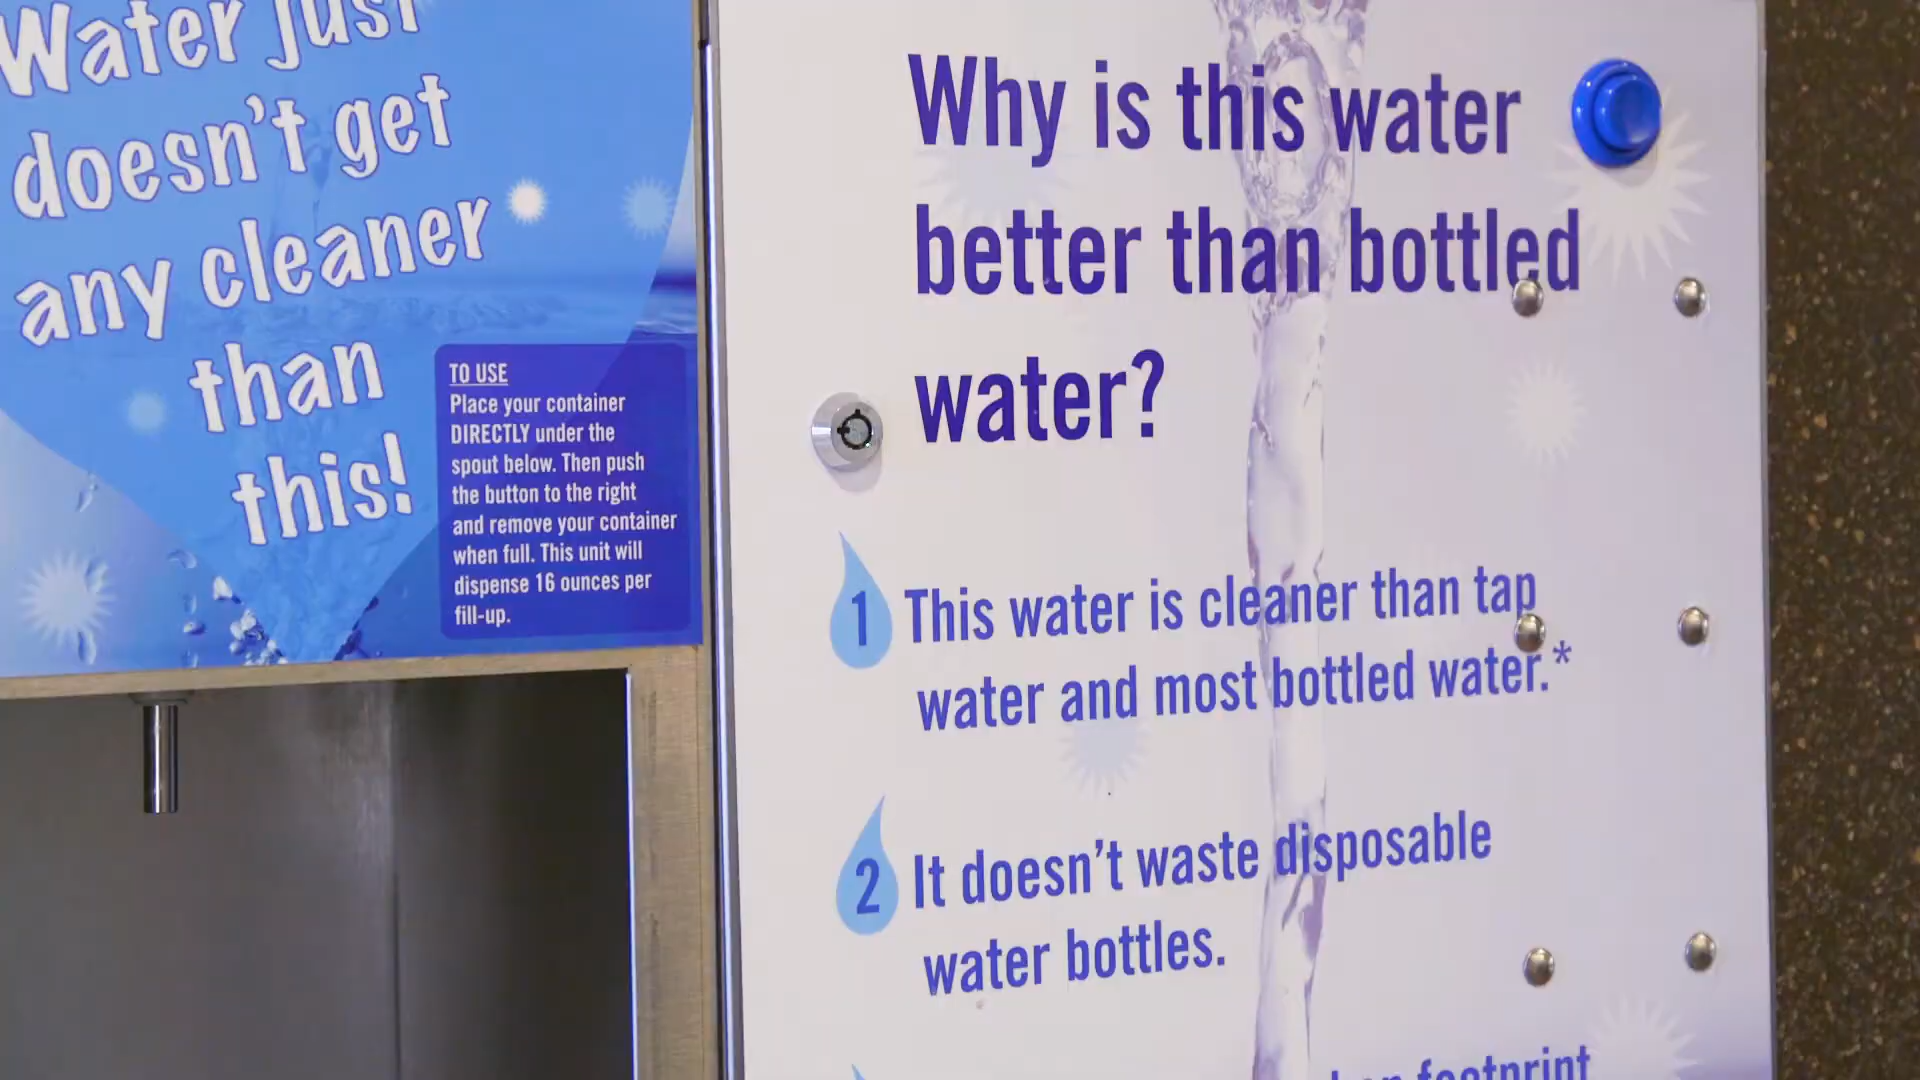 Water just
doesn't get
any cleaner
than
this!
TO USE
Place your container
DIRECTLY under the
spout below. Then push
the button to the right
and remove your container
when full. This unit will
dispense 16 ounces per
fill-up.
Why is this water
better than bottled
water?
1 This water is cleaner than tap
water and most bottled water.*
2 It doesn't waste disposable
water bottles.
footprint